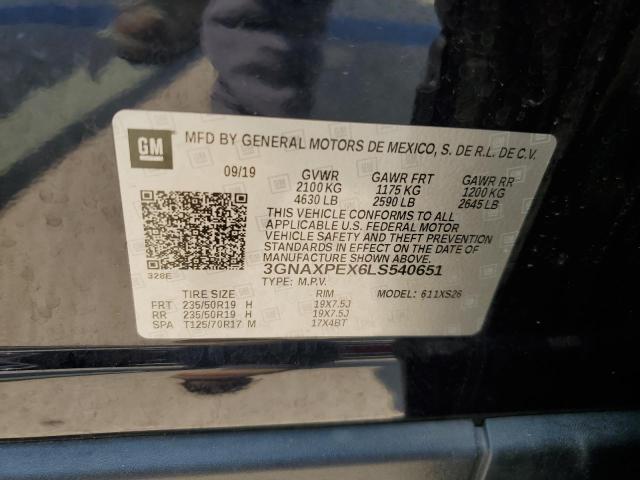 GM
MFD BY GENERAL MOTORS DE MEXICO, S. DE R.L. DE C.V.
09/19 GVWR GAWR FRT GAWR RR
2100 KG 1175 KG 1200 KG
4630 LB 2590 LB 2645 LB
THIS VEHICLE CONFORMS TO ALL
APPLICABLE U.S. FEDERAL MOTOR
VEHICLE SAFETY AND THEFT
PREVENTION STANDARDS IN
EFFECT ON THE DATE OF
MANUFACTURE SHOWN ABOVE.
328E
3GNAXPEX6LS540651
TYPE: M.P.V. MODEL: 611XS26
TIRE SIZE RIM
FRT 235/50R19 H 19X7.5J
RR 235/50R19 H 19X7.5J
SPA T125/70R17 M 17X4BT